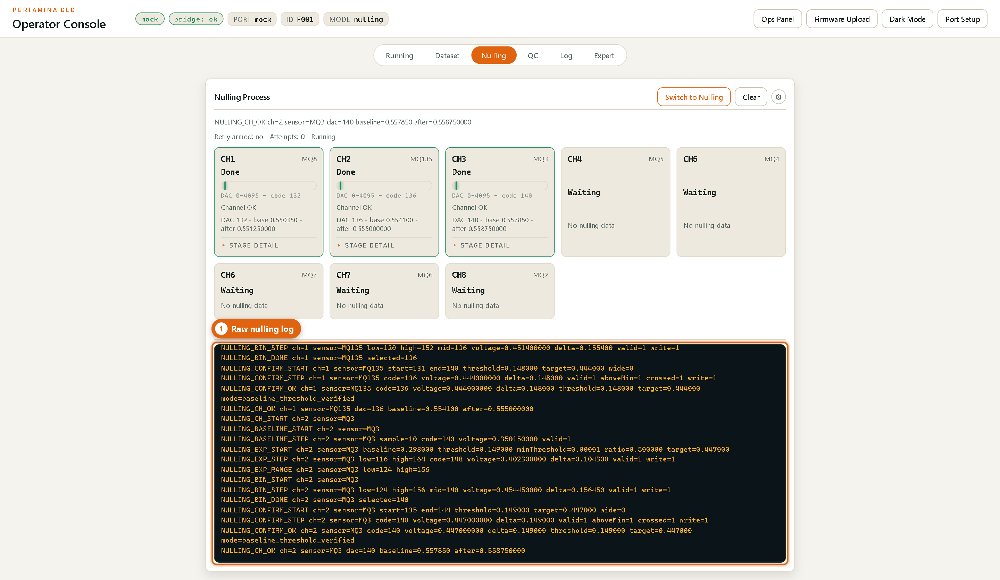 PERTAMINA GLD
Operator Console
mock
bridge: ok
PORT mock
ID F001
MODE nulling
Ops Panel
Firmware Upload
Dark Mode
Port Setup
Running
Dataset
Nulling
QC
Log
Expert
Nulling Process
Switch to Nulling
Clear
NULLING_CH_OK ch=2 sensor=MQ3 dac=140 baseline=0.557850 after=0.558750000
Retry armed: no - Attempts: 0 - Running
CH1 MQ8
Done
DAC 0-4095 - code 132
Channel OK
DAC 132 - base 0.550350 -
after 0.551250000
STAGE DETAIL
CH2 MQ135
Done
DAC 0-4095 - code 136
Channel OK
DAC 136 - base 0.554100 -
after 0.555000000
STAGE DETAIL
CH3 MQ3
Done
DAC 0-4095 - code 140
Channel OK
DAC 140 - base 0.557850 -
after 0.558750000
STAGE DETAIL
CH4 MQ5
Waiting
No nulling data
CH5 MQ4
Waiting
No nulling data
CH6 MQ7
Waiting
No nulling data
CH7 MQ6
Waiting
No nulling data
CH8 MQ2
Waiting
No nulling data
1 Raw nulling log
NULLING_BIN_STEP ch=1 sensor=MQ135 low=120 high=152 mid=136 voltage=0.451400000 delta=0.155400 valid=1 write=1
NULLING_BIN_DONE ch=1 sensor=MQ135 selected=136
NULLING_CONFIRM_START ch=1 sensor=MQ135 start=131 end=140 threshold=0.148000 target=0.444000 wide=0
NULLING_CONFIRM_STEP ch=1 sensor=MQ135 code=136 voltage=0.444000000 delta=0.148000 valid=1 aboveMin=1 crossed=1 write=1
NULLING_CONFIRM_OK ch=1 sensor=MQ135 code=136 voltage=0.444000000 delta=0.148000 threshold=0.148000 target=0.444000
mode=baseline_threshold_verified
NULLING_CH_OK ch=1 sensor=MQ135 dac=136 baseline=0.554100 after=0.555000000
NULLING_CH_START ch=2 sensor=MQ3
NULLING_BASELINE_START ch=2 sensor=MQ3
NULLING_BASELINE_STEP ch=2 sensor=MQ3 sample=10 code=140 voltage=0.350150000 valid=1
NULLING_EXP_START ch=2 sensor=MQ3 baseline=0.298000 threshold=0.149000 minThreshold=0.00001 ratio=0.500000 target=0.447000
NULLING_EXP_STEP ch=2 sensor=MQ3 low=116 high=164 code=148 voltage=0.402300000 delta=0.104300 valid=1 write=1
NULLING_EXP_RANGE ch=2 sensor=MQ3 low=124 high=156
NULLING_BIN_START ch=2 sensor=MQ3
NULLING_BIN_STEP ch=2 sensor=MQ3 low=124 high=156 mid=140 voltage=0.454450000 delta=0.156450 valid=1 write=1
NULLING_BIN_DONE ch=2 sensor=MQ3 selected=140
NULLING_CONFIRM_START ch=2 sensor=MQ3 start=135 end=144 threshold=0.149000 target=0.447000 wide=0
NULLING_CONFIRM_STEP ch=2 sensor=MQ3 code=140 voltage=0.447000000 delta=0.149000 valid=1 aboveMin=1 crossed=1 write=1
NULLING_CONFIRM_OK ch=2 sensor=MQ3 code=140 voltage=0.447000000 delta=0.149000 threshold=0.149000 target=0.447000
mode=baseline_threshold_verified
NULLING_CH_OK ch=2 sensor=MQ3 dac=140 baseline=0.557850 after=0.558750000